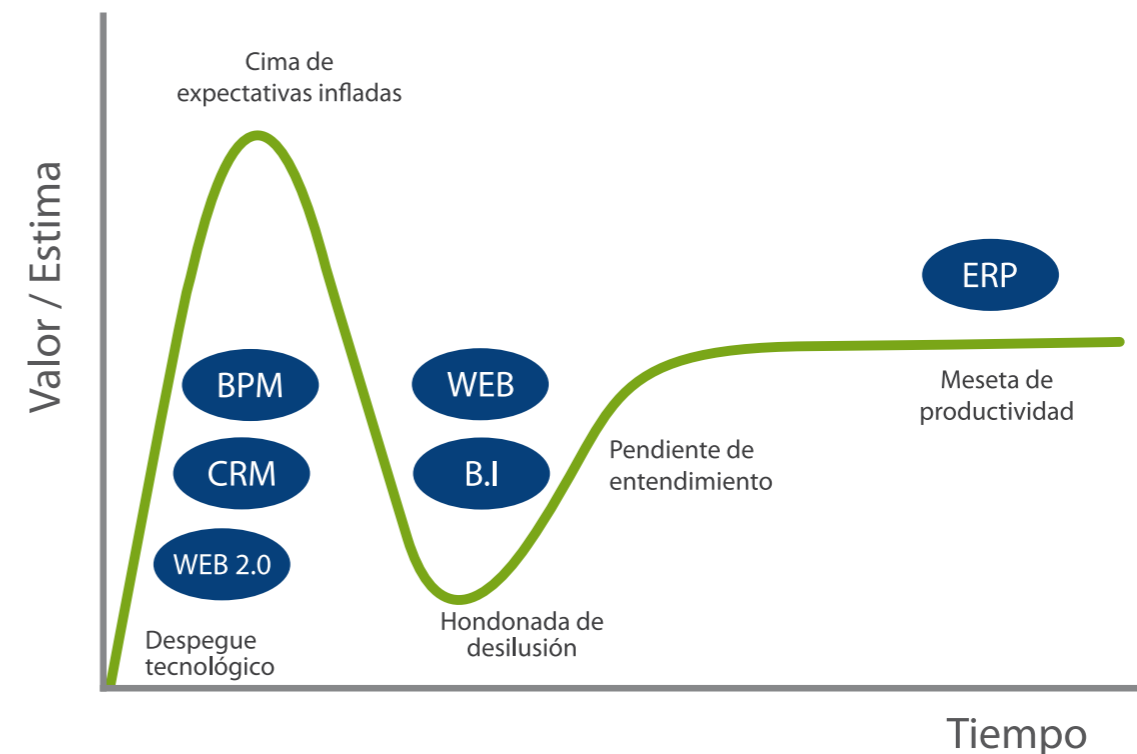 Cima de
expectativas infladas
Valor / Estima
ERP
BPM
WEB
Meseta de
productividad
CRM
B.I
Pendiente de
entendimiento
WEB 2.0
Hondonada de
desilusión
Despegue
tecnológico
Tiempo